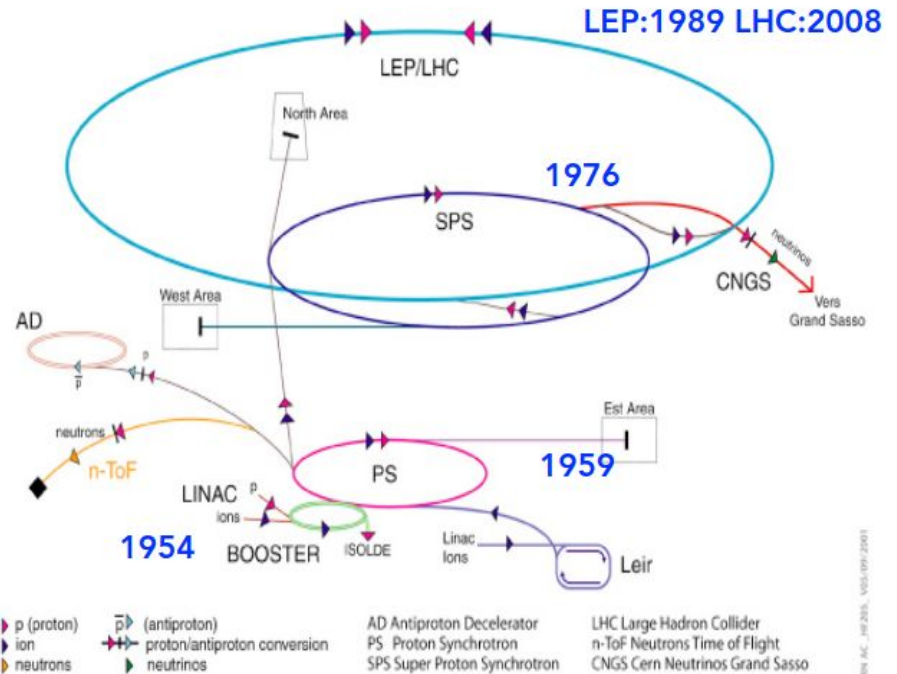 LEP:1989 LHC:2008
LEP/LHC
North Area
1976
SPS
neutrinos
CNGS
West Area
Vers
Grand Sasso
AD
p
p̅
Est Area
neutrons
n-ToF
PS
1959
LINAC
p
ions
1954
BOOSTER
ISOLDE
Linac
Ions
Leir
p (proton)
ion
neutrons
p̅ (antiproton)
proton/antiproton conversion
neutrinos
AD Antiproton Decelerator
PS Proton Synchrotron
SPS Super Proton Synchrotron
LHC Large Hadron Collider
n-ToF Neutrons Time of Flight
CNGS Cern Neutrinos Grand Sasso